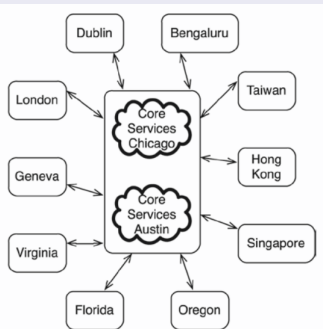 Dublin
Bengaluru
London
Core
Services
Chicago
Taiwan
Geneva
Hong
Kong
Core
Services
Austin
Virginia
Singapore
Florida
Oregon